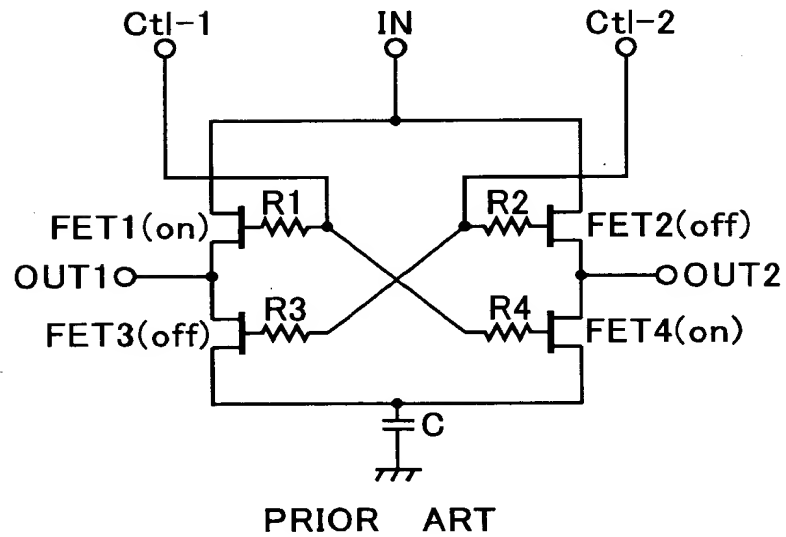 Ctl-1 IN Ctl-2
R1 R2
FET1(on) FET2(off)
OUT1 OUT2
R3 R4
FET3(off) FET4(on)
C
PRIOR ART